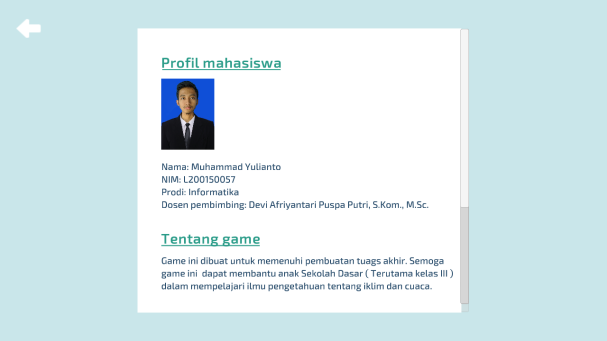 Profil mahasiswa
Nama: Muhammad Yulianto
NIM: L200150057
Prodi: Informatika
Dosen pembimbing: Devi Afriyantari Puspa Putri, S.Kom., M.Sc.
Tentang game
Game ini dibuat untuk memenuhi pembuatan tuags akhir. Semoga
game ini  dapat membantu anak Sekolah Dasar ( Terutama kelas III )
dalam mempelajari ilmu pengetahuan tentang iklim dan cuaca.